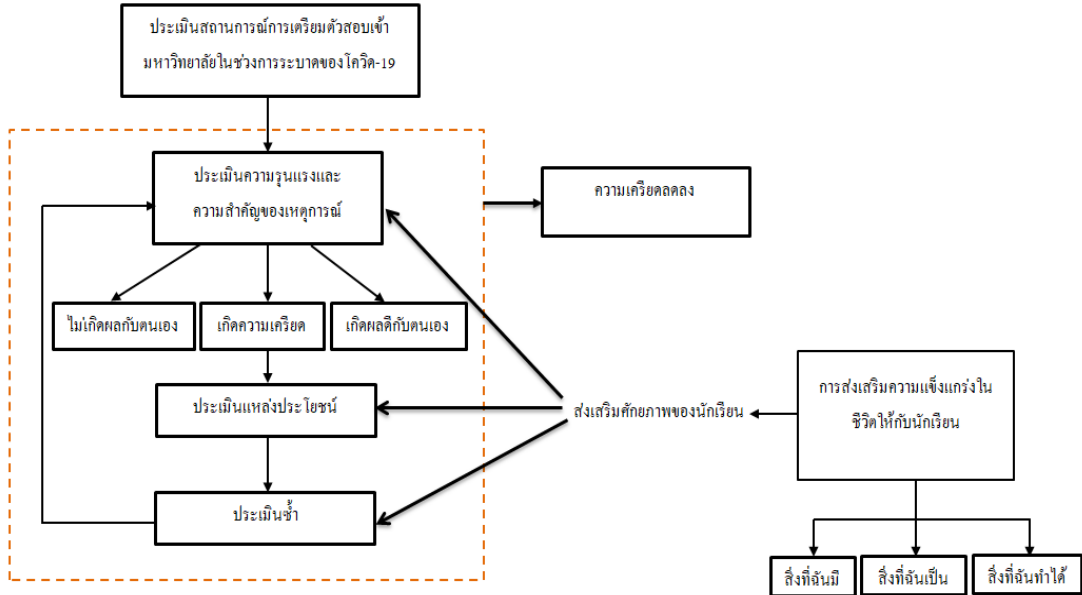 ประเมินสถานการณ์การเตรียมตัวสอบเข้า
มหาวิทยาลัยในช่วงการระบาดของโควิด-19
ประเมินความรุนแรงและ
ความสำคัญของเหตุการณ์
ความเครียดลดลง
ไม่เกิดผลกับตนเอง
เกิดความเครียด
เกิดผลดีกับตนเอง
ประเมินแหล่งประโยชน์
ส่งเสริมศักยภาพของนักเรียน
การส่งเสริมความแข็งแกร่งใน
ชีวิตให้กับนักเรียน
ประเมินซ้ำ
สิ่งที่ฉันมี
สิ่งที่ฉันเป็น
สิ่งที่ฉันทำได้